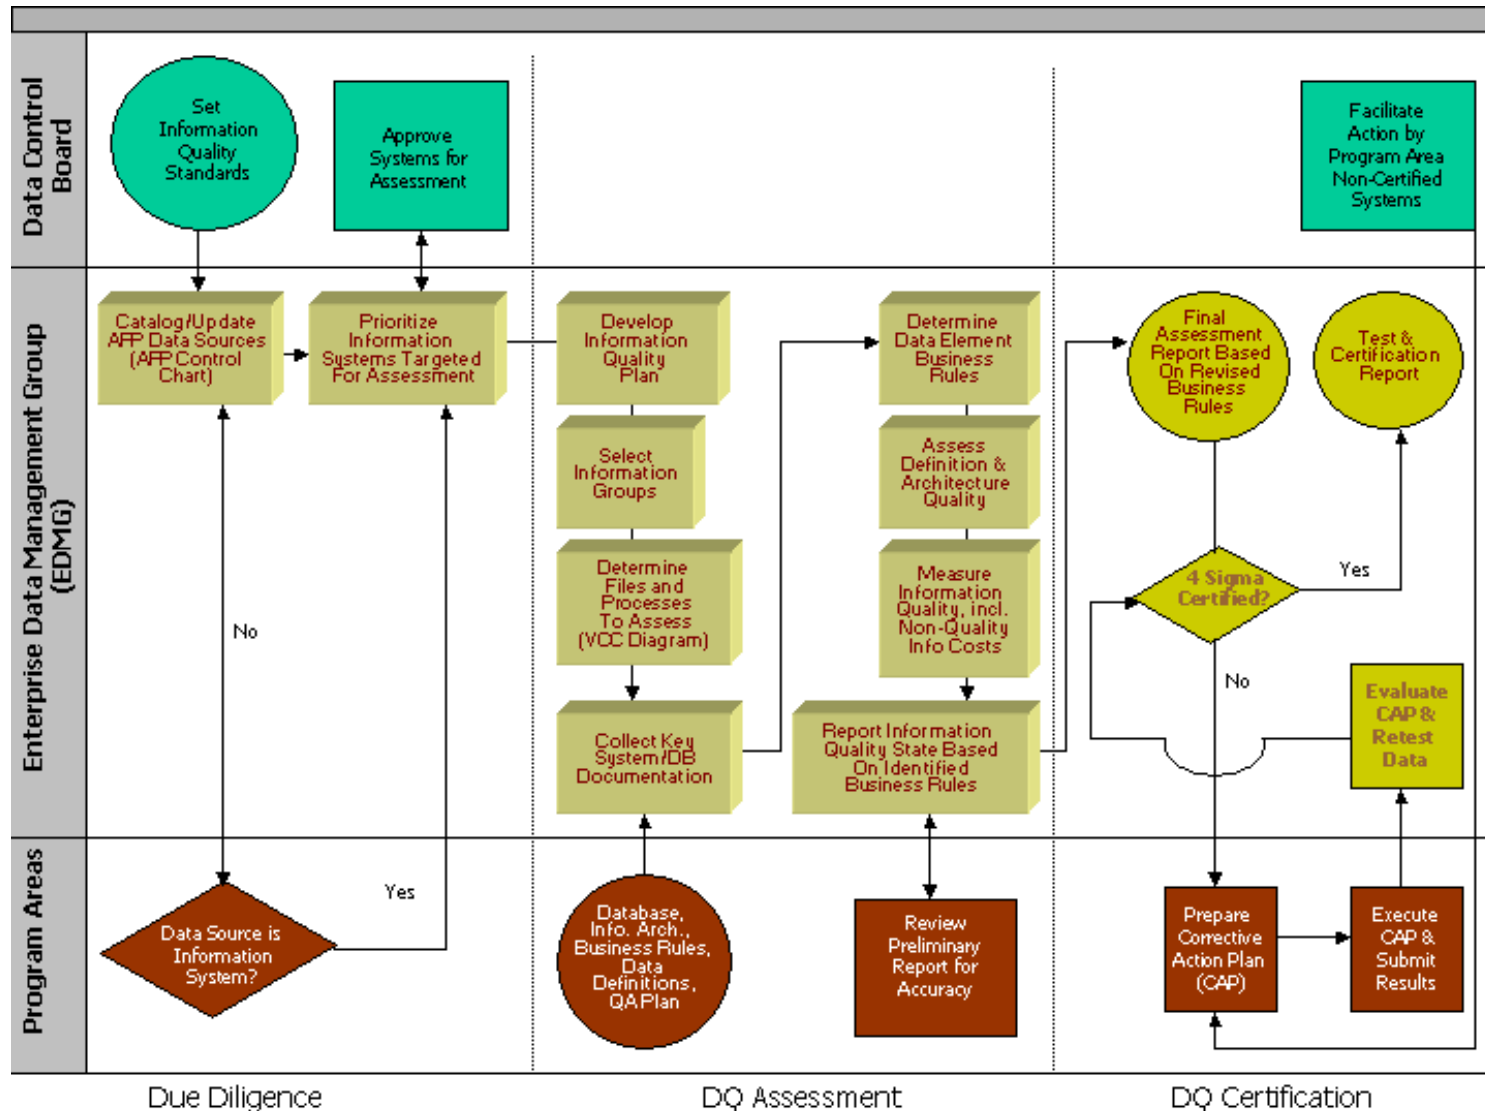 Data Control
Board
Set
Information
Quality
Standards
Approve
Systems for
Assessment
Facilitate
Action by
Program Area
Non-Certified
Systems
Enterprise Data Management Group
(EDMG)
Catalog/Update
AFP Data Sources
(AFP Control
Chart)
Prioritize
Information
Systems Targeted
For Assessment
Develop
Information
Quality
Plan
Select
Information
Groups
Determine
Files and
Processes
To Assess
(VCC Diagram)
Collect Key
System/DB
Documentation
Determine
Data Element
Business
Rules
Assess
Definition &
Architecture
Quality
Measure
Information
Quality, incl.
Non-Quality
Info Costs
Report Information
Quality State Based
On Identified
Business Rules
Final
Assessment
Report Based
On Revised
Business
Rules
Test &
Certification
Report
4 Sigma
Certified?
Yes
No
Evaluate
CAP &
Retest
Data
No
Program Areas
Data Source is
Information
System?
Yes
Database,
Info. Arch.,
Business Rules,
Data
Definitions,
QA Plan
Review
Preliminary
Report for
Accuracy
Prepare
Corrective
Action Plan
(CAP)
Execute
CAP &
Submit
Results
Due Diligence
DQ Assessment
DQ Certification